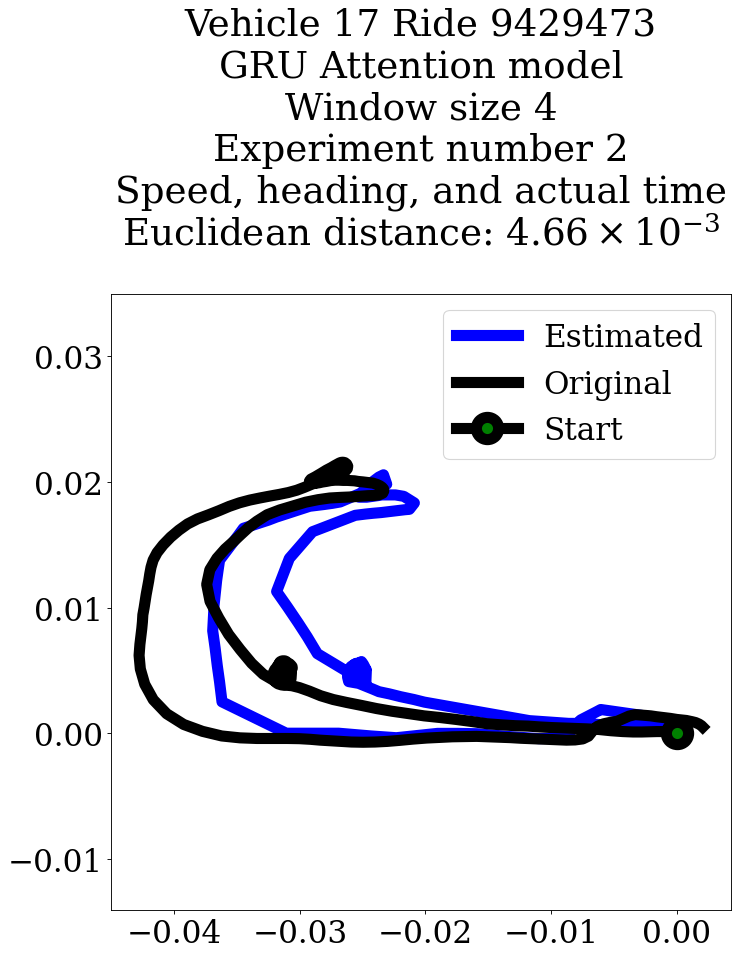 Vehicle 17 Ride 9429473
GRU Attention model
Window size 4
Experiment number 2
Speed, heading, and actual time
Euclidean distance: 4.66 × 10⁻³
Estimated
Original
Start
0.03
0.02
0.01
0.00
−0.01
−0.04 −0.03 −0.02 −0.01 0.00